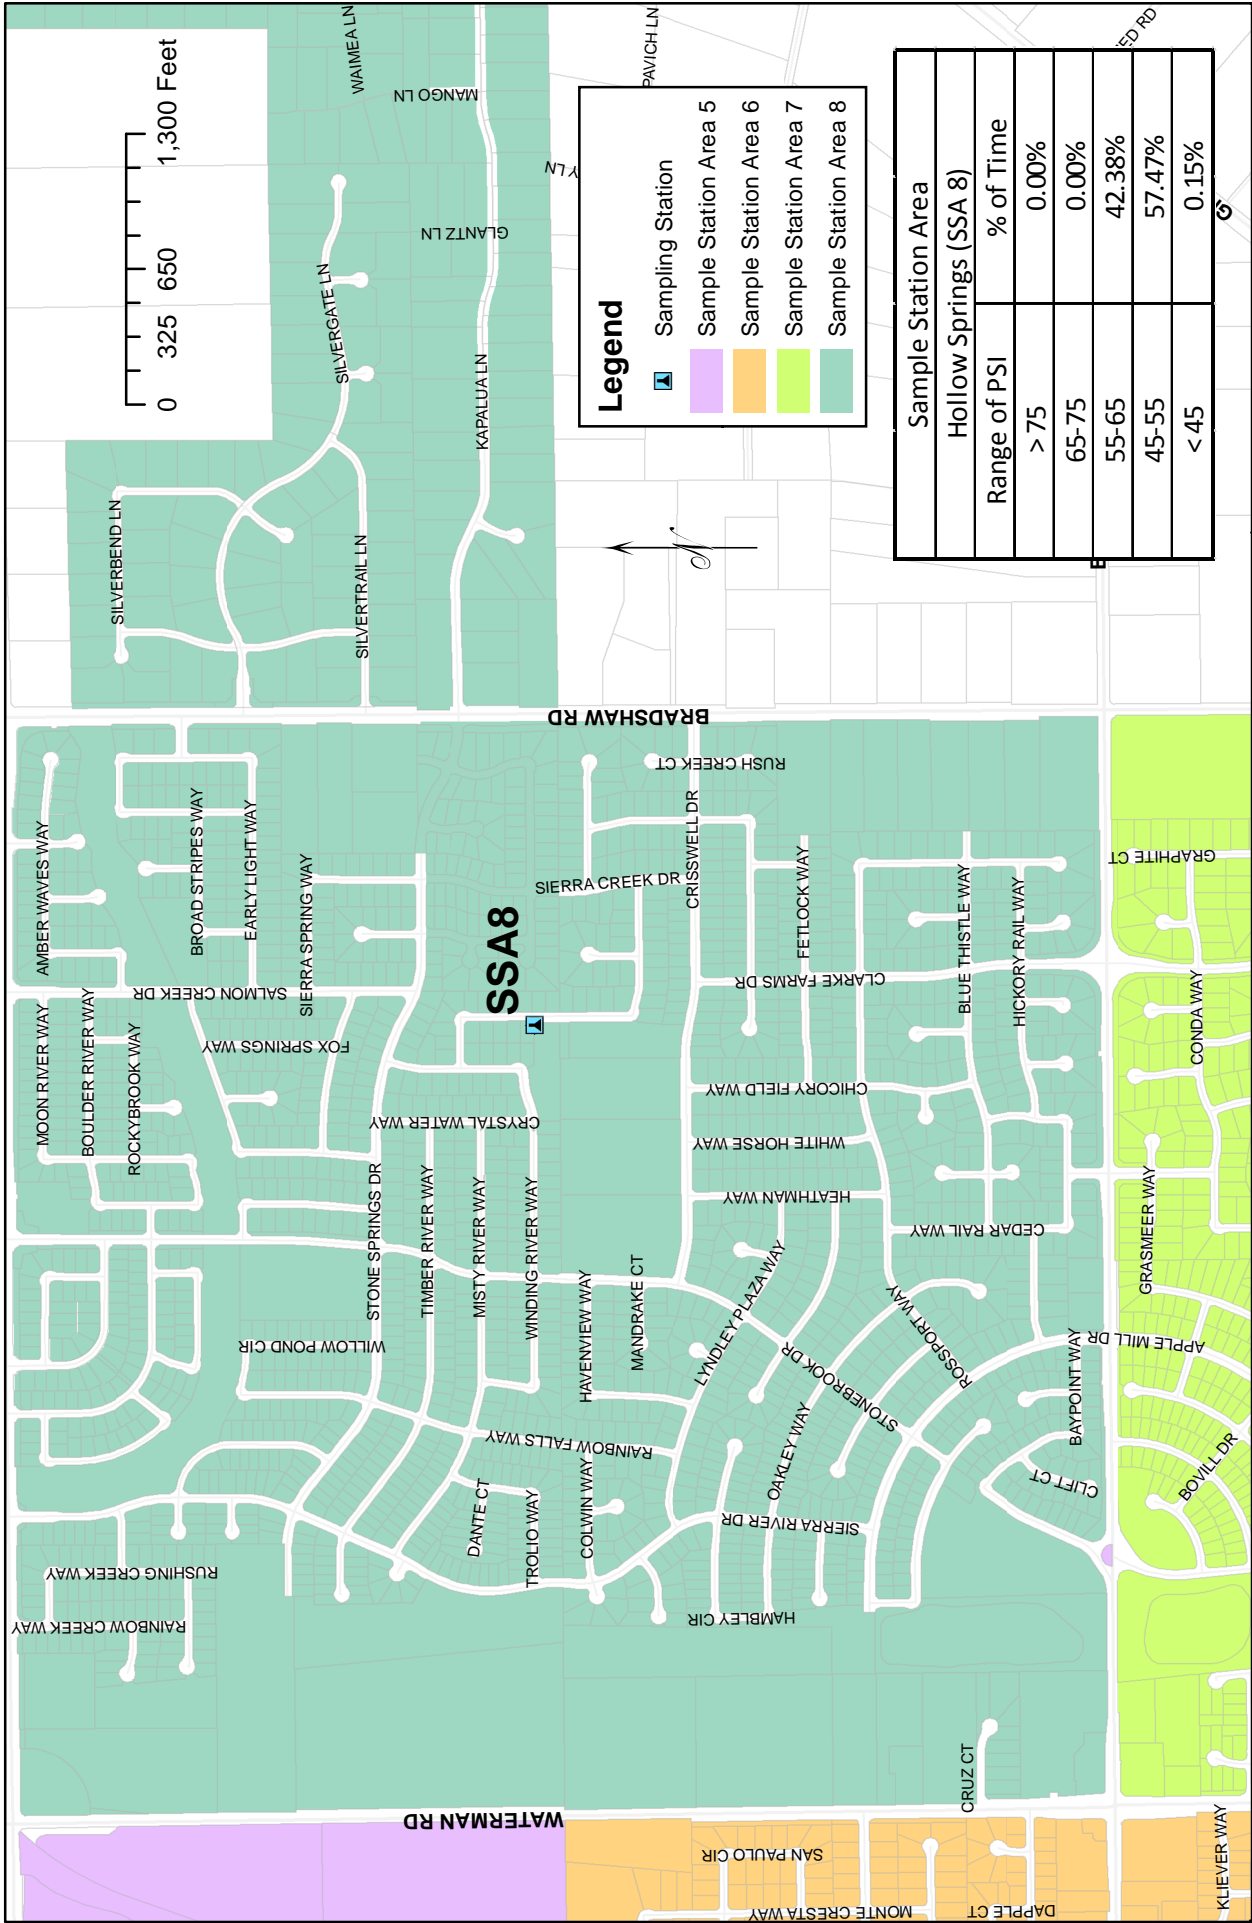 0 325 650 1,300 Feet
WAIMEA LN
MANGO LN
PAVICH LN
Y LN
GLANTZ LN
SILVERGATE LN
KAPALUA LN
SILVERBEND LN
SILVERTRAIL LN
Legend
Sampling Station
Sample Station Area 5
Sample Station Area 6
Sample Station Area 7
Sample Station Area 8
N
Sample Station Area
Hollow Springs (SSA 8)
Range of PSI % of Time
> 75 0.00%
65-75 0.00%
55-65 42.38%
45-55 57.47%
< 45 0.15%
ED RD
G
E
BRADSHAW RD
AMBER WAVES WAY
BROAD STRIPES WAY
EARLY LIGHT WAY
SIERRA SPRING WAY
SALMON CREEK DR
MOON RIVER WAY
BOULDER RIVER WAY
ROCKYBROOK WAY
FOX SPRINGS WAY
SSA8
SIERRA CREEK DR
RUSH CREEK CT
CRISSWELL DR
FETLOCK WAY
CLARKE FARMS DR
BLUE THISTLE WAY
HICKORY RAIL WAY
GRAPHITE CT
CONDA WAY
CRYSTAL WATER WAY
CHICORY FIELD WAY
WHITE HORSE WAY
HEATHMAN WAY
CEDAR RAIL WAY
GRASMEER WAY
STONE SPRINGS DR
TIMBER RIVER WAY
MISTY RIVER WAY
WINDING RIVER WAY
WILLOW POND CIR
HAVENVIEW WAY
MANDRAKE CT
LYNDLEY PLAZA WAY
STONEBROOK DR
ROSSPORT WAY
APPLE MILL DR
BAYPOINT WAY
RAINBOW FALLS WAY
OAKLEY WAY
CLIFT CT
BOVILL DR
DANTE CT
TROLIO WAY
COLWIN WAY
SIERRA RIVER DR
HAMBLEY CIR
RUSHING CREEK WAY
RAINBOW CREEK WAY
WATERMAN RD
CRUZ CT
SAN PAULO CIR
MONTE CRESTA WAY
DAPPLE CT
KLIEVER WAY